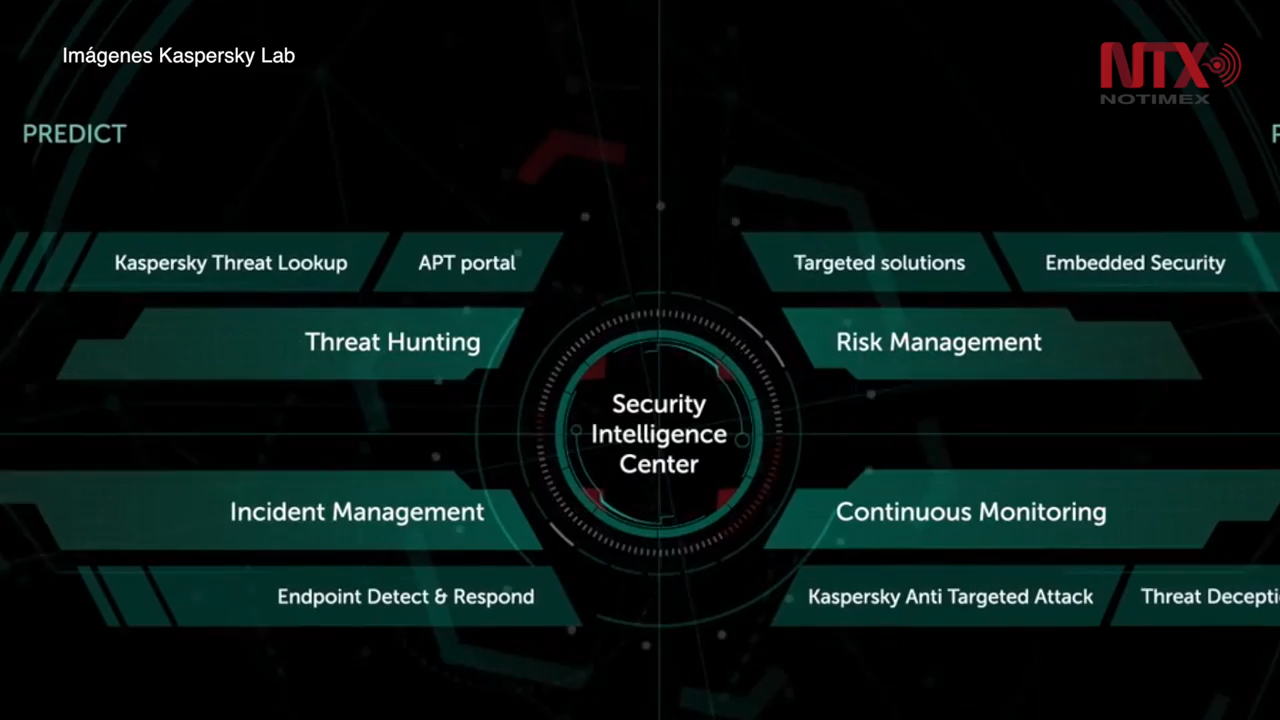 Imágenes Kaspersky Lab
NTX
NOTIMEX
PREDICT
Kaspersky Threat Lookup
APT portal
Targeted solutions
Embedded Security
Threat Hunting
Risk Management
Security
Intelligence
Center
Incident Management
Continuous Monitoring
Endpoint Detect & Respond
Kaspersky Anti Targeted Attack
Threat